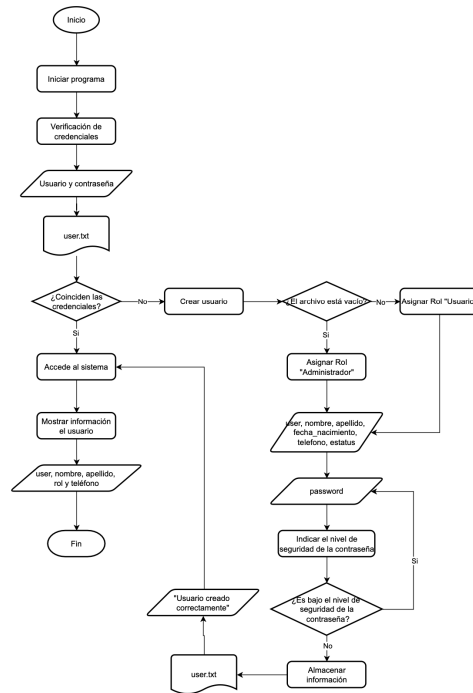 Inicio
Iniciar programa
Verificación de
credenciales
Usuario y contraseña
user.txt
¿Coinciden las
credenciales?
No
Crear usuario
¿El archivo está vacío?
No
Asignar Rol "Usuario
Si
Si
Accede al sistema
Asignar Rol
"Administrador"
Mostrar información
el usuario
user, nombre, apellido,
fecha_nacimiento,
telefono, estatus
user, nombre, apellido,
rol y teléfono
password
Fin
Indicar el nivel de
seguridad de la contraseña
Si
"Usuario creado
correctamente"
¿Es bajo el nivel de
seguridad de la
contraseña?
No
user.txt
Almacenar
información